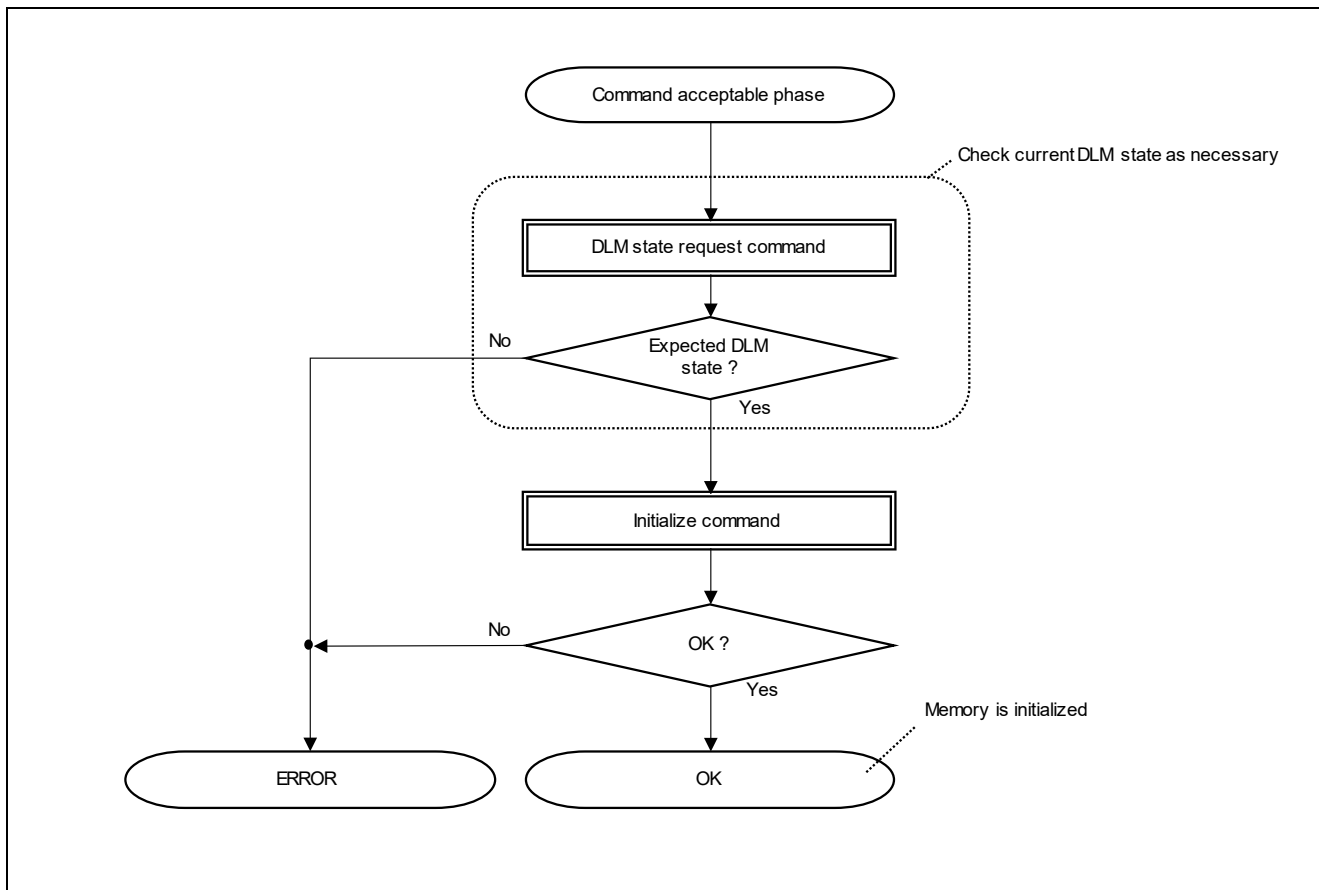 Command acceptable phase
Check current DLM state as necessary
DLM state request command
No
Expected DLM
state ?
Yes
Initialize command
No
OK ?
Yes
Memory is initialized
ERROR
OK